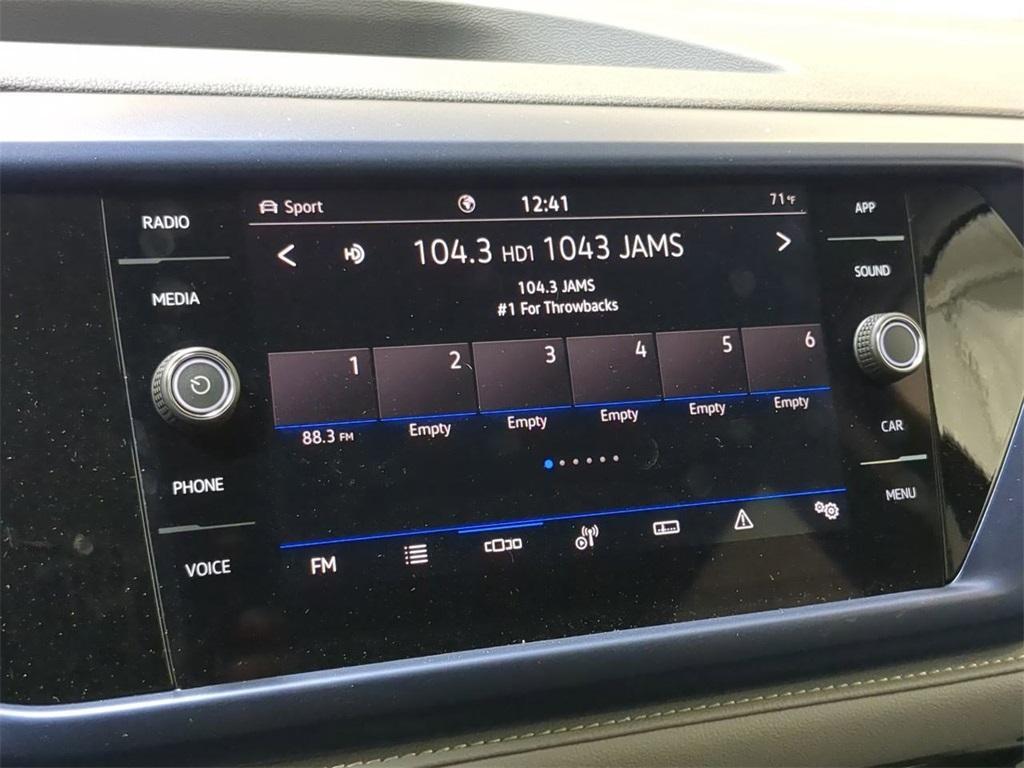 Sport 12:41 71°F
RADIO
APP
HD 104.3 HD1 1043 JAMS
104.3 JAMS
#1 For Throwbacks
MEDIA
SOUND
1 2 3 4 5 6
88.3 FM Empty Empty Empty Empty Empty
CAR
PHONE
MENU
FM
VOICE